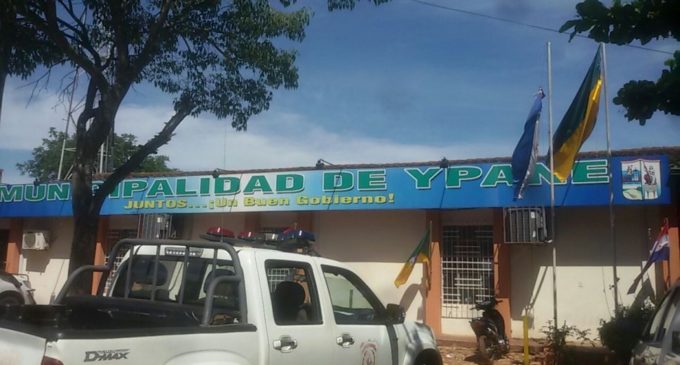 MUNICIPALIDAD DE YPANE
JUNTOS...¡Un Buen Gobierno!
D-MAX